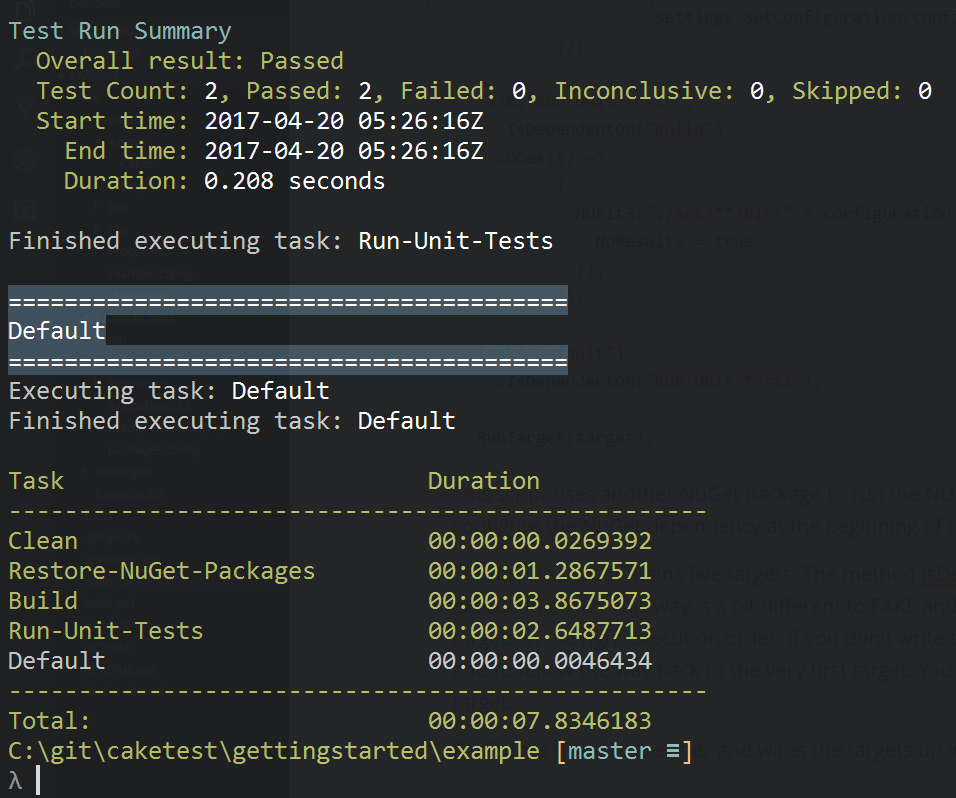 Test Run Summary
Overall result: Passed
Test Count: 2, Passed: 2, Failed: 0, Inconclusive: 0, Skipped: 0
Start time: 2017-04-20 05:26:16Z
End time: 2017-04-20 05:26:16Z
Duration: 0.208 seconds
Finished executing task: Run-Unit-Tests
========================================
Default
========================================
Executing task: Default
Finished executing task: Default
Task Duration
--------------------------------------------------
Clean 00:00:00.0269392
Restore-NuGet-Packages 00:00:01.2867571
Build 00:00:03.8675073
Run-Unit-Tests 00:00:02.6487713
Default 00:00:00.0046434
--------------------------------------------------
Total: 00:00:07.8346183
C:\git\caketest\gettingstarted\example [master ≡]
λ